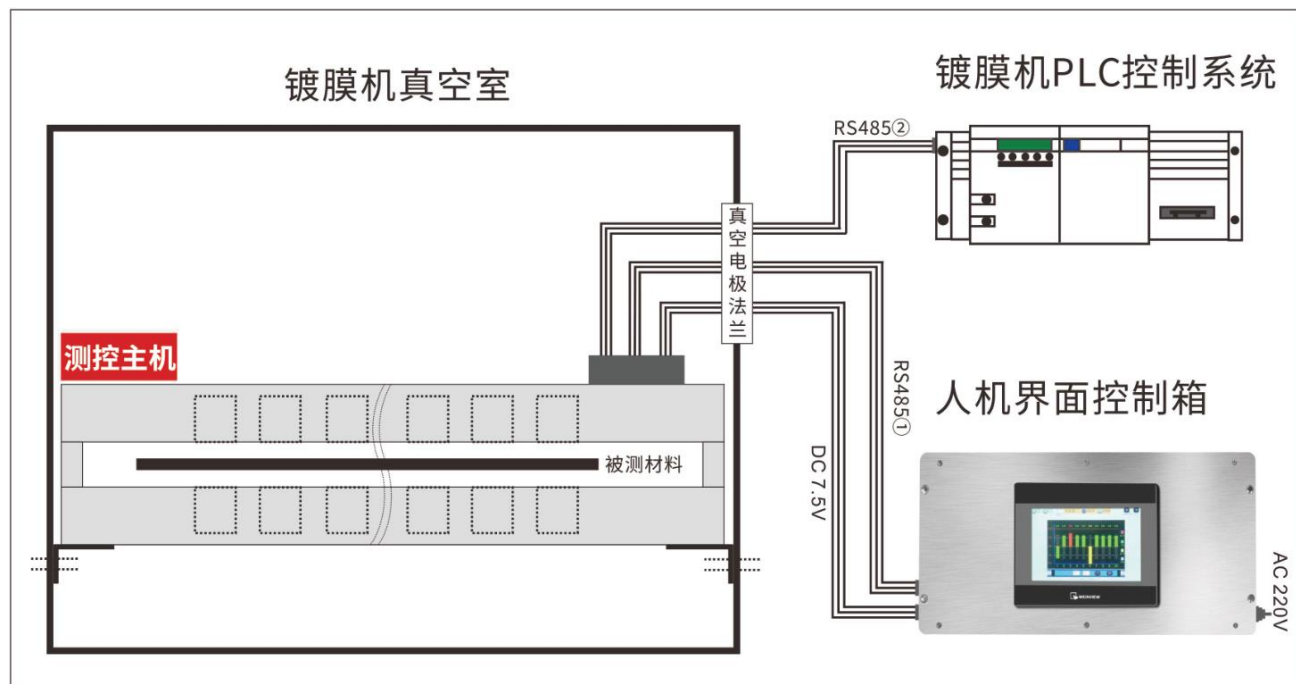 镀膜机真空室
镀膜机PLC控制系统
RS485②
真空电极法兰
测控主机
被测材料
RS485①
DC 7.5V
人机界面控制箱
AC 220V
WEINVIEW